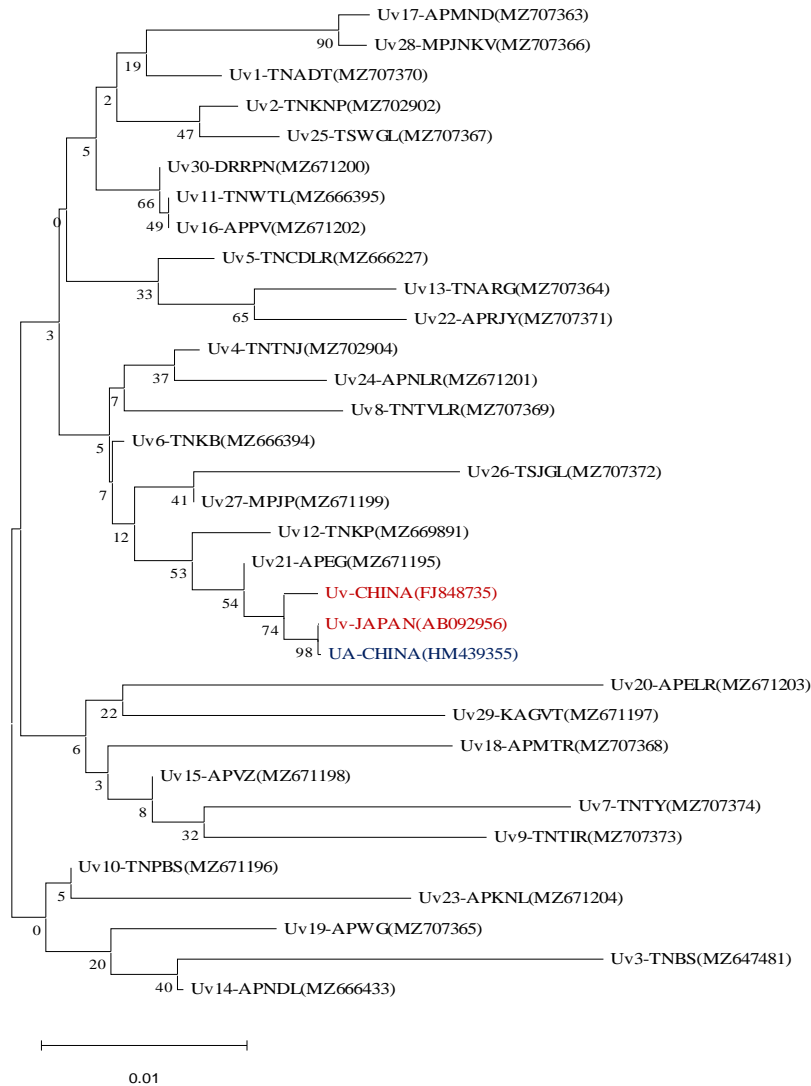 Uv17-APMND(MZ707363)
90
Uv28-MPJNKV(MZ707366)
19
Uv1-TNADT(MZ707370)
2
Uv2-TNKNP(MZ702902)
47
Uv25-TSWGL(MZ707367)
5
Uv30-DRRPN(MZ671200)
66
Uv11-TNWTL(MZ666395)
49
Uv16-APPV(MZ671202)
0
Uv5-TNCDLR(MZ666227)
33
Uv13-TNARG(MZ707364)
65
Uv22-APRJY(MZ707371)
3
Uv4-TNTNJ(MZ702904)
37
Uv24-APNLR(MZ671201)
7
Uv8-TNTVLR(MZ707369)
5
Uv6-TNKB(MZ666394)
7
Uv26-TSJGL(MZ707372)
41
Uv27-MPJP(MZ671199)
12
Uv12-TNKP(MZ669891)
53
Uv21-APEG(MZ671195)
54
Uv-CHINA(FJ848735)
74
Uv-JAPAN(AB092956)
98
UA-CHINA(HM439355)
Uv20-APELR(MZ671203)
22
Uv29-KAGVT(MZ671197)
6
Uv18-APMTR(MZ707368)
3
Uv15-APVZ(MZ671198)
8
Uv7-TNTY(MZ707374)
32
Uv9-TNTIR(MZ707373)
Uv10-TNPBS(MZ671196)
5
Uv23-APKNL(MZ671204)
0
Uv19-APWG(MZ707365)
20
Uv3-TNBS(MZ647481)
40
Uv14-APNDL(MZ666433)
0.01